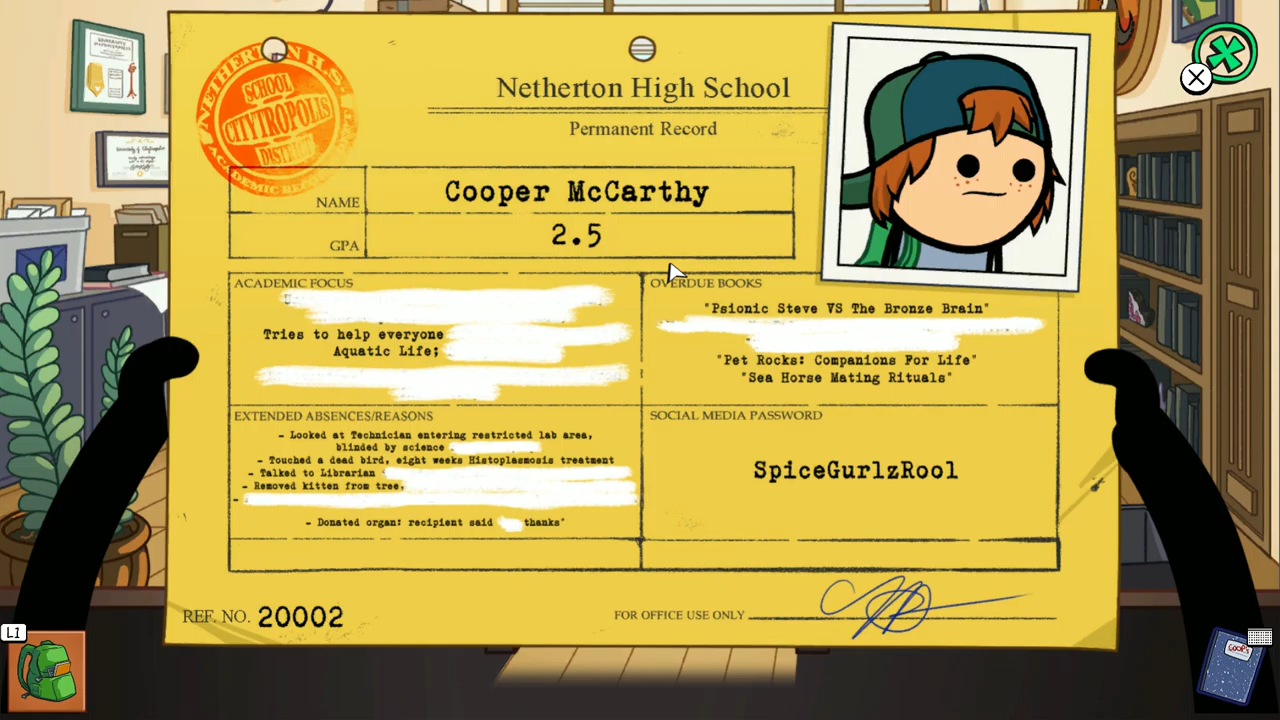 NETHERTON H.S.
SCHOOL
CITYTROPOLIS
DISTRICT
Netherton High School
Permanent Record
NAME
Cooper McCarthy
GPA
2.5
ACADEMIC FOCUS
Tries to help everyone
Aquatic Life;
OVERDUE BOOKS
"Psionic Steve VS The Bronze Brain"
"Pet Rocks: Companions For Life"
"Sea Horse Mating Rituals"
EXTENDED ABSENCES/REASONS
- Looked at Technician entering restricted lab area,
blinded by science
- Touched a dead bird, eight weeks Histoplasmosis treatment
- Talked to Librarian
- Removed kitten from tree,
-
- Donated organ: recipient said thanks"
SOCIAL MEDIA PASSWORD
SpiceGurlzRool
REF. NO. 20002
FOR OFFICE USE ONLY
L1
COOP'S